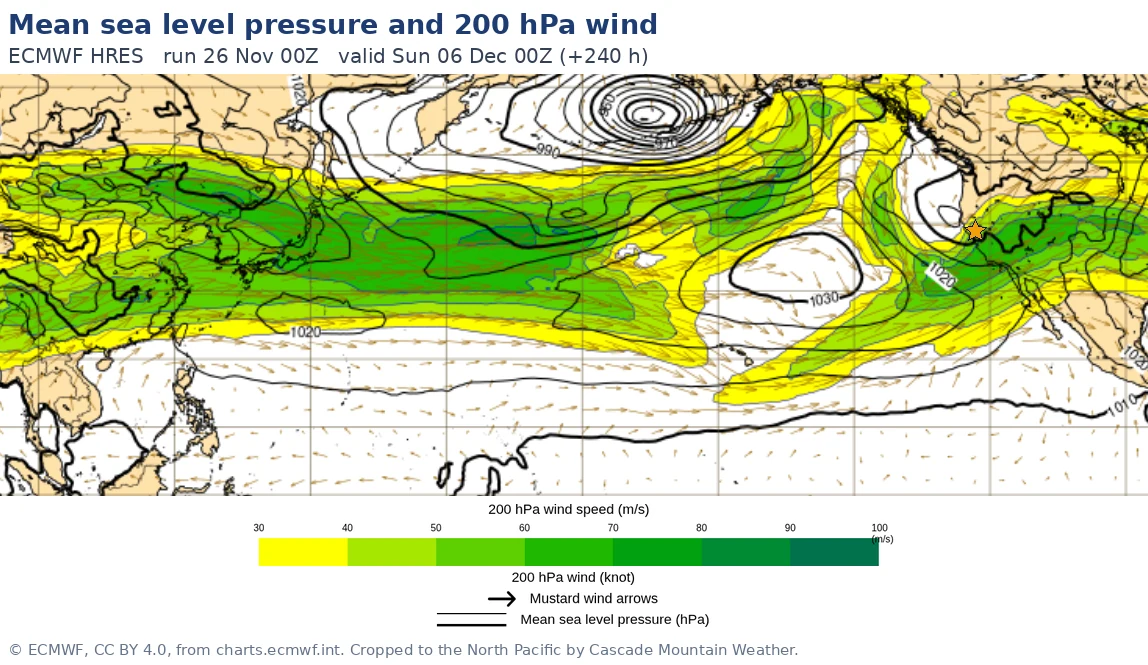 Mean sea level pressure and 200 hPa wind
ECMWF HRES run 26 Nov 00Z valid Sun 06 Dec 00Z (+240 h)
1020
990
1020
1030
1020
1010
200 hPa wind speed (m/s)
30 40 50 60 70 80 90 100
(m/s)
200 hPa wind (knot)
Mustard wind arrows
Mean sea level pressure (hPa)
© ECMWF, CC BY 4.0, from charts.ecmwf.int. Cropped to the North Pacific by Cascade Mountain Weather.